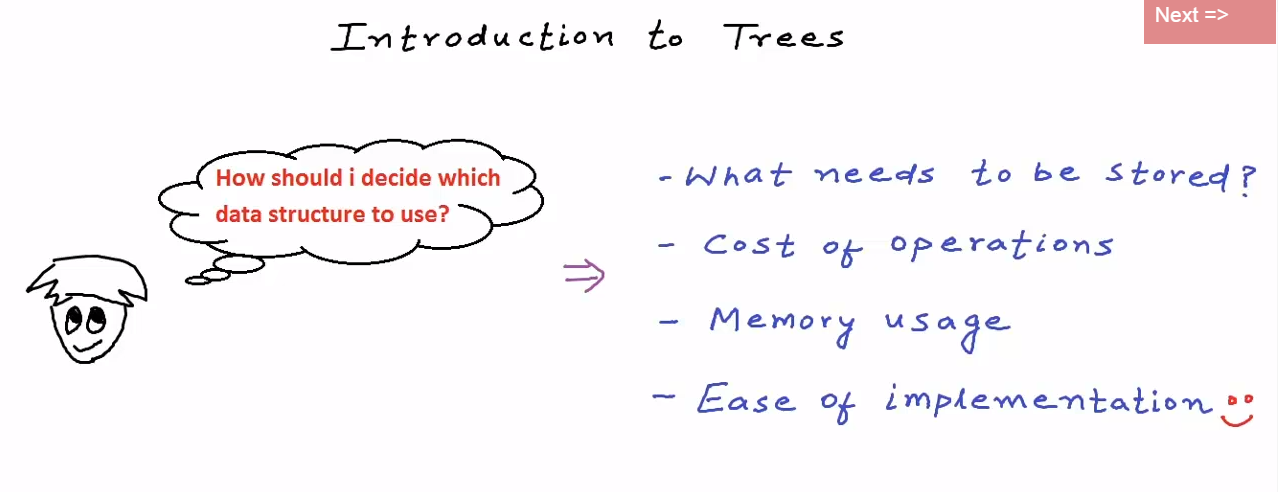 Introduction to Trees
Next =>
How should i decide which
data structure to use?
- What needs to be stored?
- Cost of operations
- Memory usage
- Ease of implementation